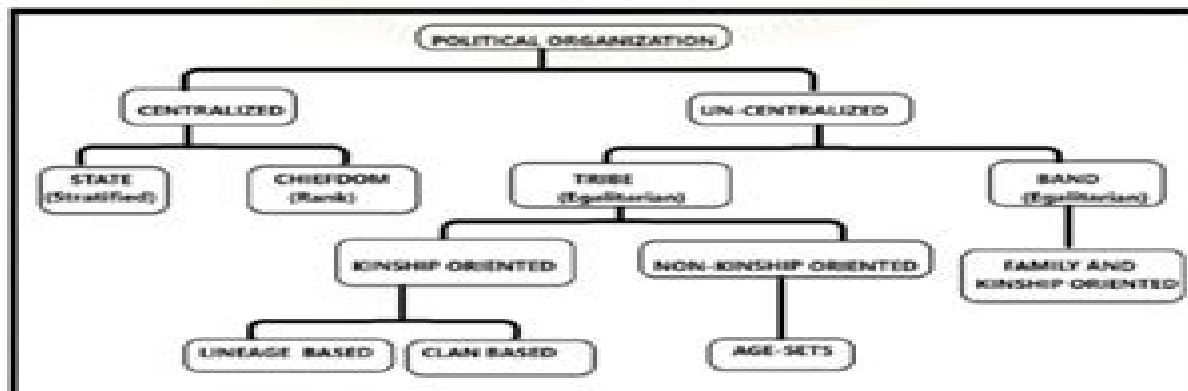 POLITICAL ORGANIZATION
CENTRALIZED
UN-CENTRALIZED
STATE
(Stratified)
CHIEFDOM
(Rank)
TRIBE
(Egalitarian)
BAND
(Egalitarian)
KINSHIP ORIENTED
NON-KINSHIP ORIENTED
FAMILY AND
KINSHIP ORIENTED
LINEAGE BASED
CLAN BASED
AGE-SETS